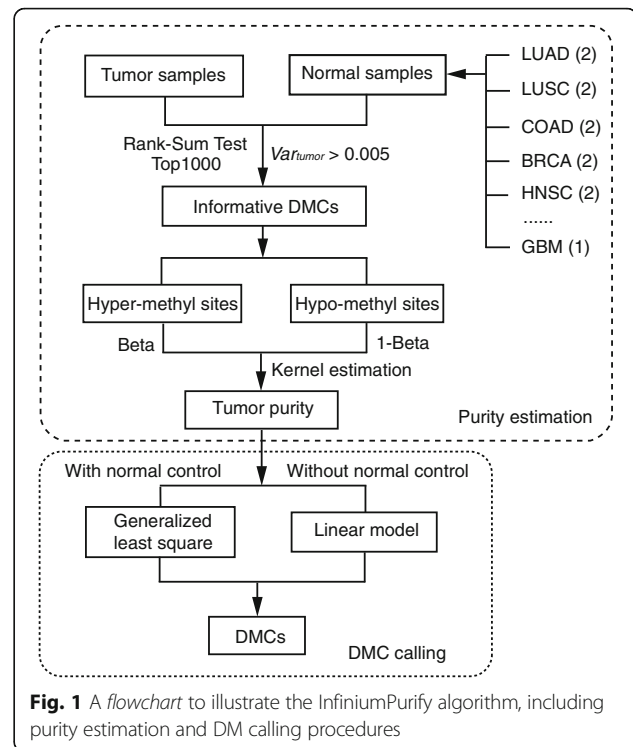 Tumor samples
Normal samples
LUAD (2)
LUSC (2)
COAD (2)
BRCA (2)
HNSC (2)
......
GBM (1)
Rank-Sum Test
Top1000
Var_tumor > 0.005
Informative DMCs
Hyper-methyl sites
Hypo-methyl sites
Beta
1-Beta
Kernel estimation
Tumor purity
Purity estimation
With normal control
Without normal control
Generalized
least square
Linear model
DMCs
DMC calling
Fig. 1 A flowchart to illustrate the InfiniumPurify algorithm, including
purity estimation and DM calling procedures